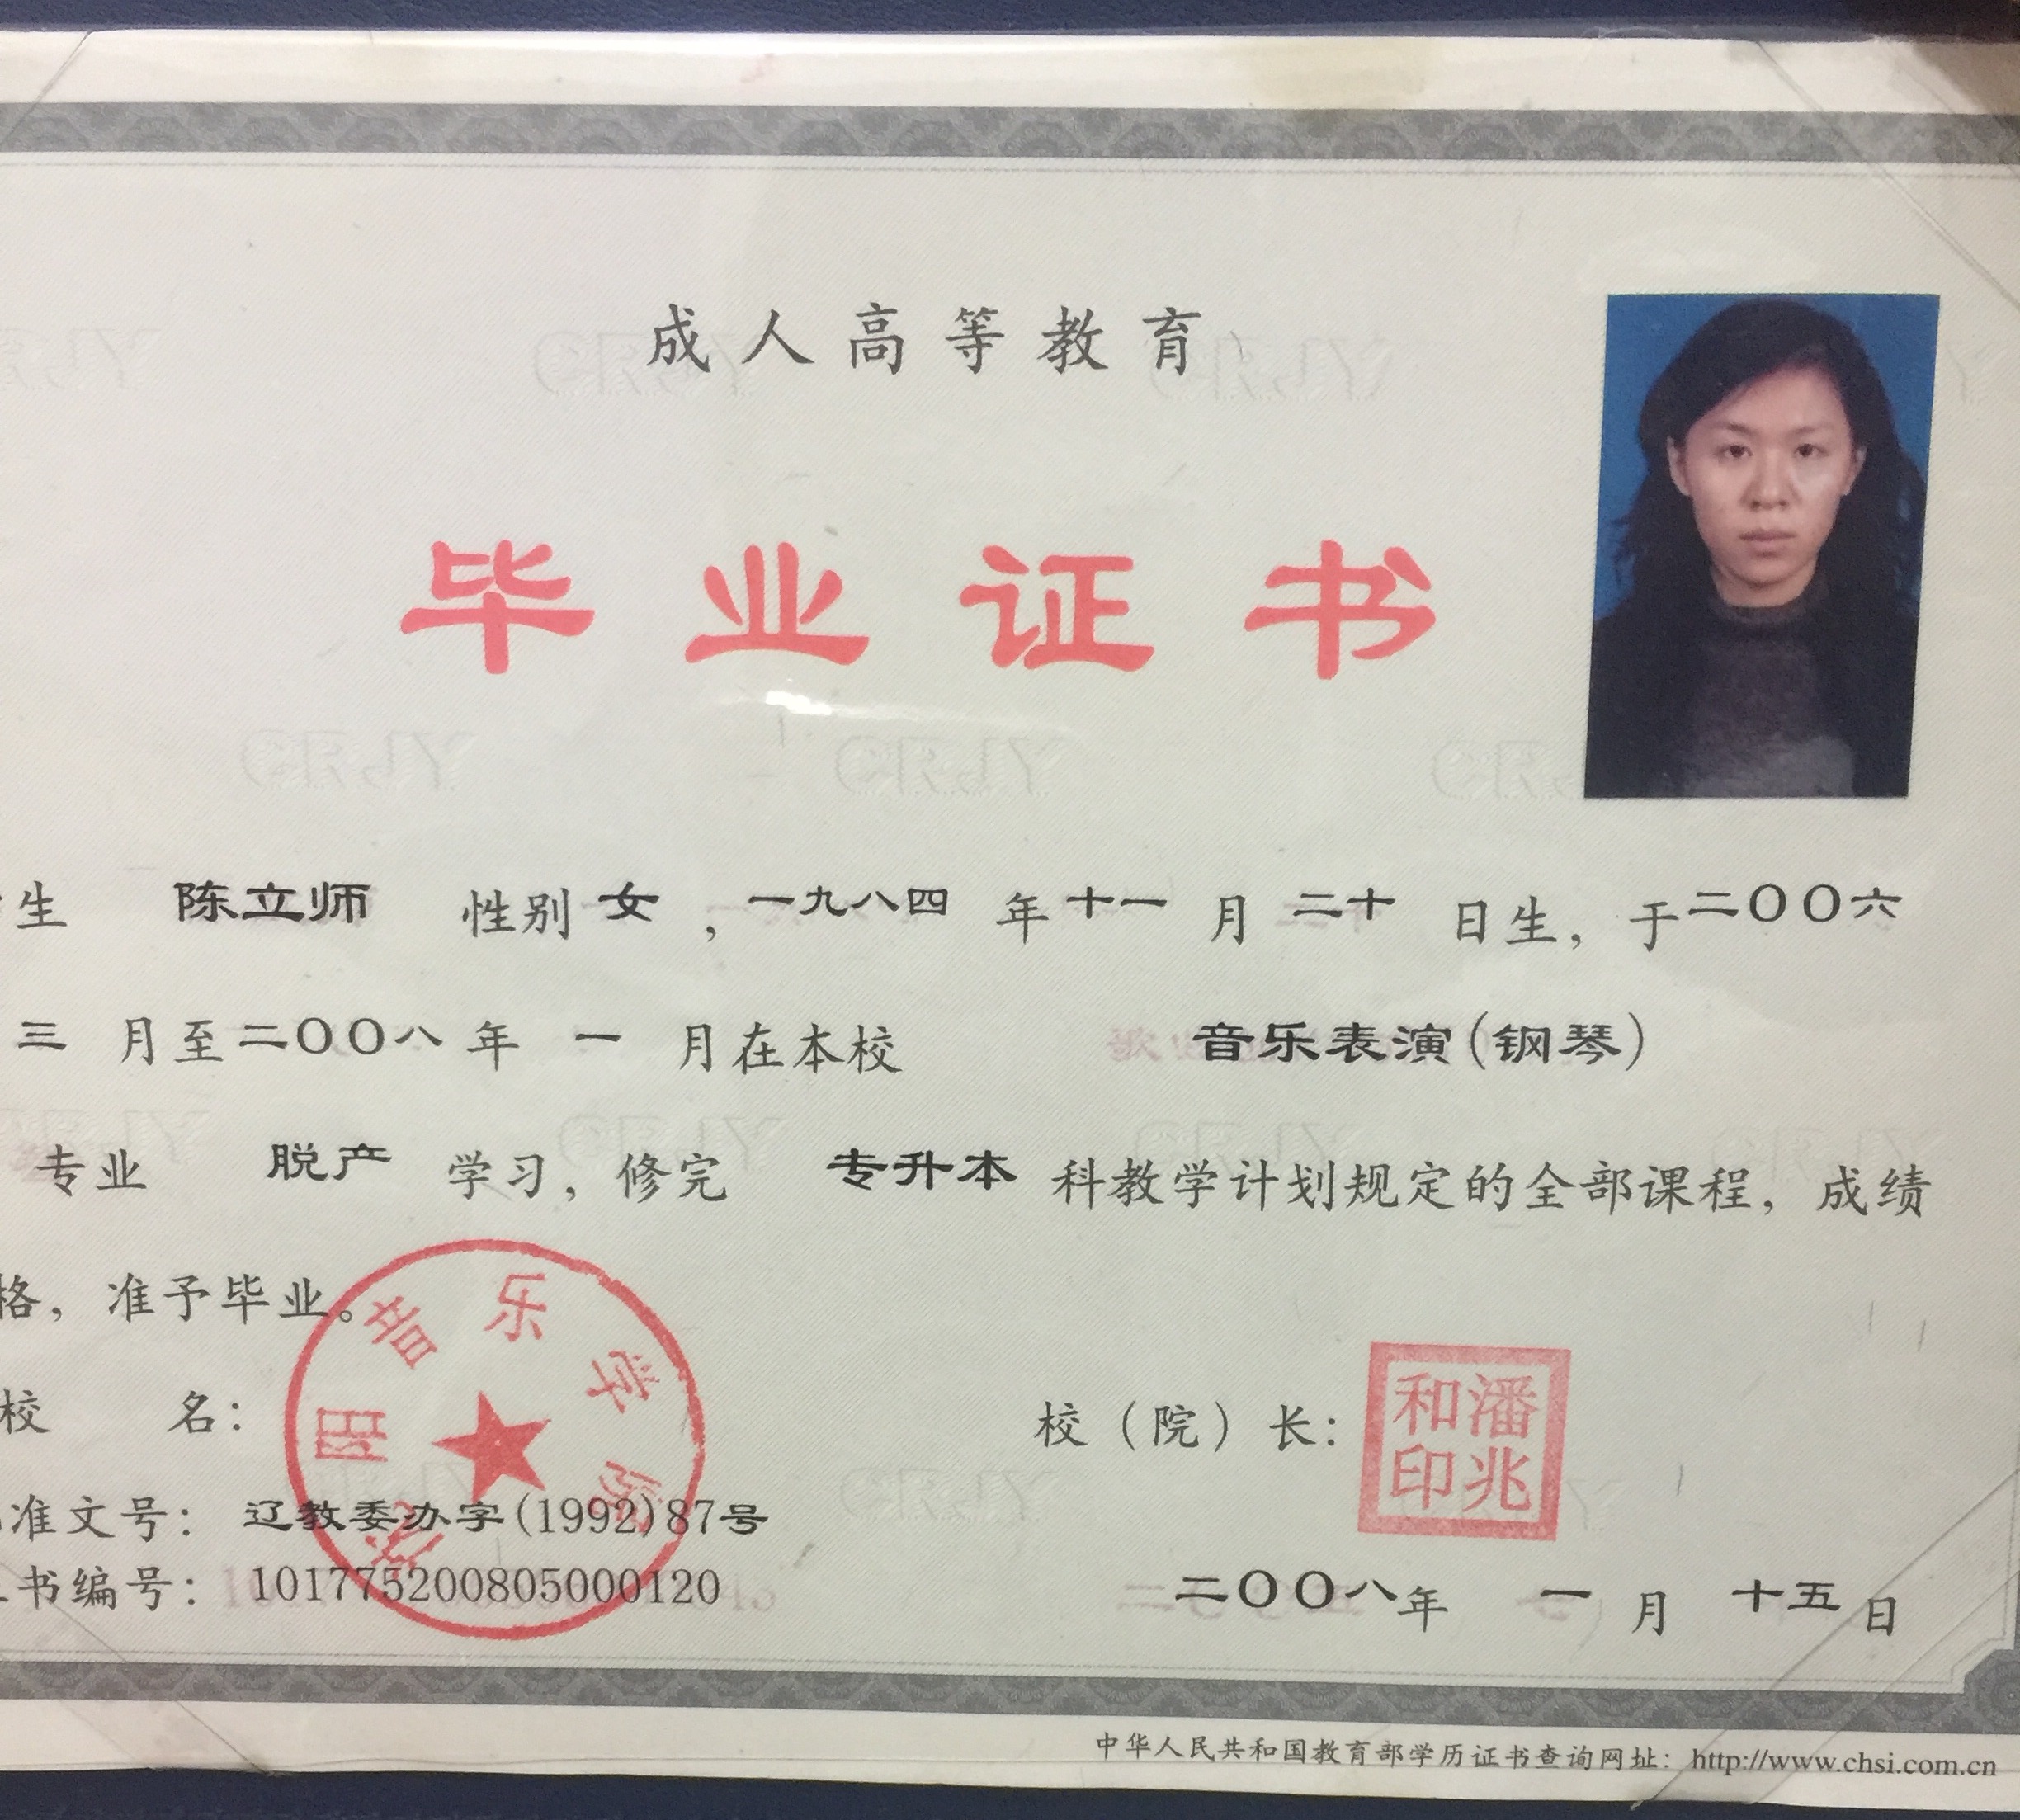 成人高等教育
毕业证书
生 陈立师 性别 女 , 一九八四 年 十一 月 二十 日生, 于 二〇〇六
三 月至 二〇〇八 年 一 月在本校 音乐表演(钢琴)
专业 脱产 学习, 修完 专升本 科教学计划规定的全部课程, 成绩
格, 准予毕业。
音乐学院
校 名:
校（院）长:
潘兆和印
准文号: 辽教委办字(1992)87号
书编号: 101775200805000120
二〇〇八年 一 月 十五 日
中华人民共和国教育部学历证书查询网址: http://www.chsi.com.cn